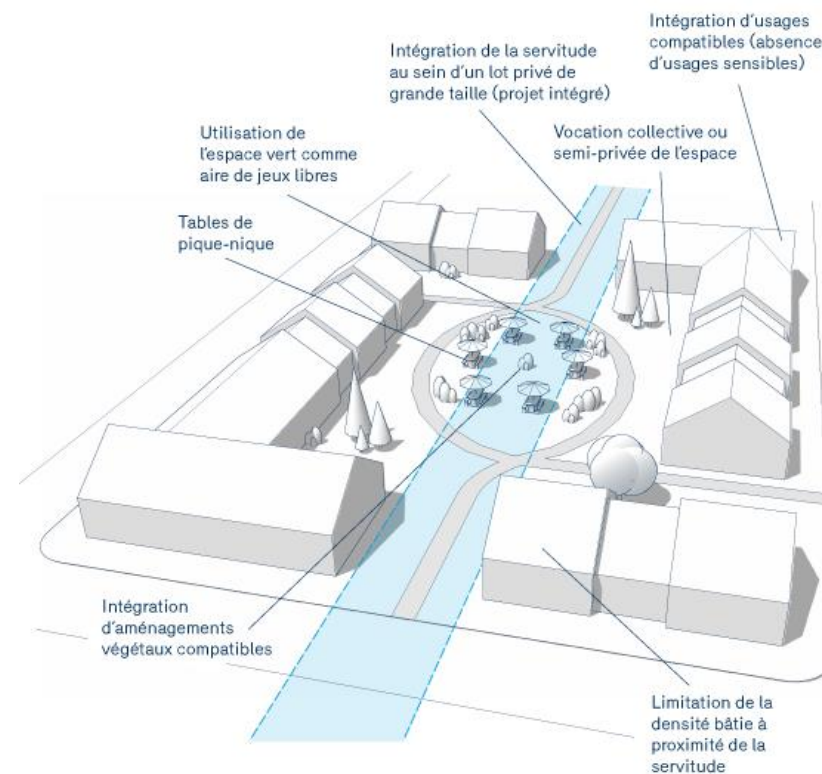 Intégration d'usages
compatibles (absence
d'usages sensibles)
Intégration de la servitude
au sein d'un lot privé de
grande taille (projet intégré)
Utilisation de
l'espace vert comme
aire de jeux libres
Vocation collective ou
semi-privée de l'espace
Tables de
pique-nique
Intégration
d'aménagements
végétaux compatibles
Limitation de la
densité bâtie à
proximité de la
servitude